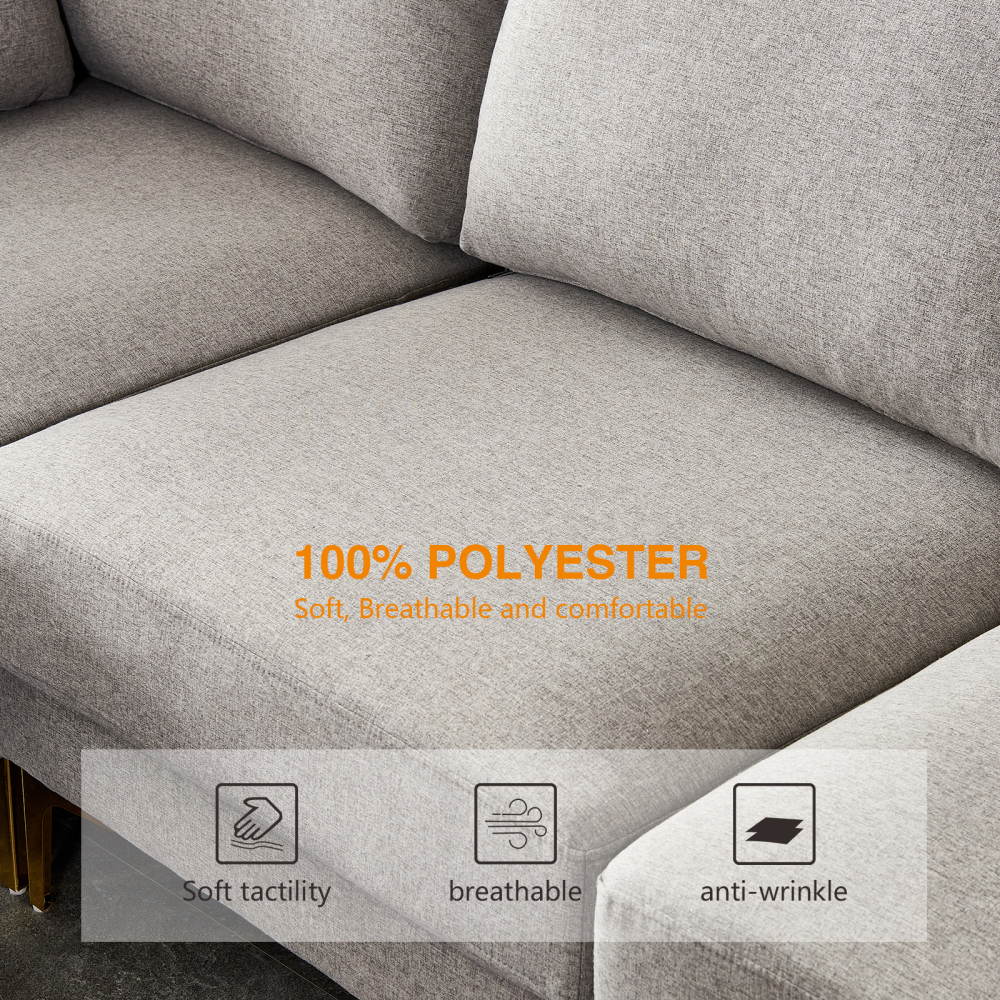 100% POLYESTER
Soft, Breathable and comfortable
Soft tactility
breathable
anti-wrinkle